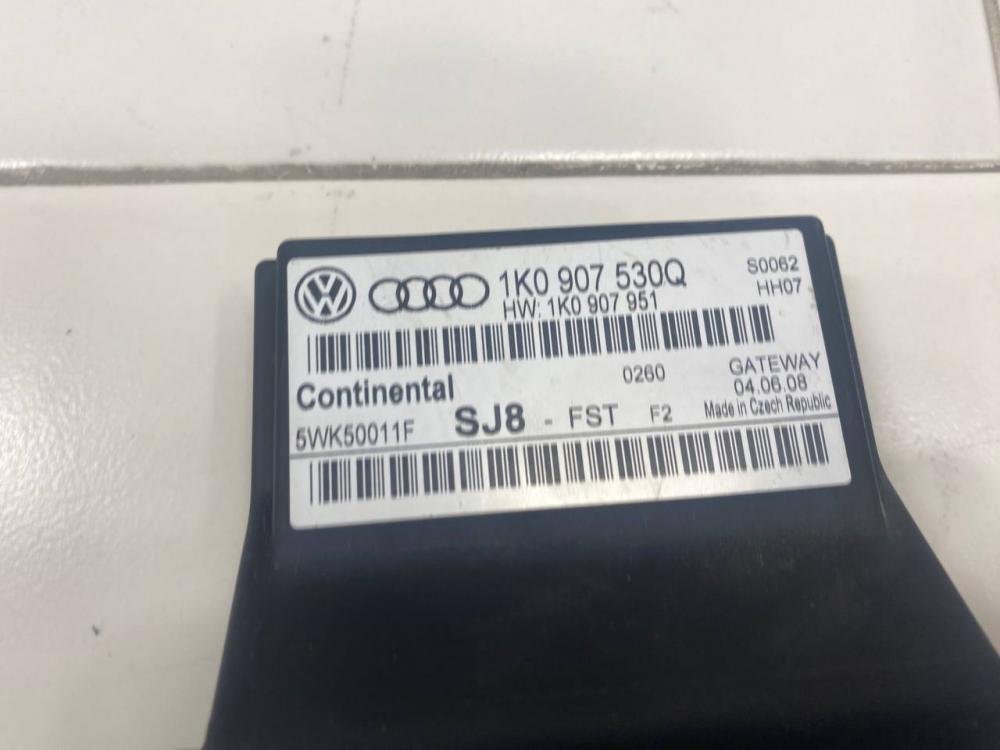 1K0 907 530Q
S0062
HW: 1K0 907 951
HH07
Continental
0260
GATEWAY
04.06.08
5WK50011F
SJ8 - FST F2
Made in Czech Republic